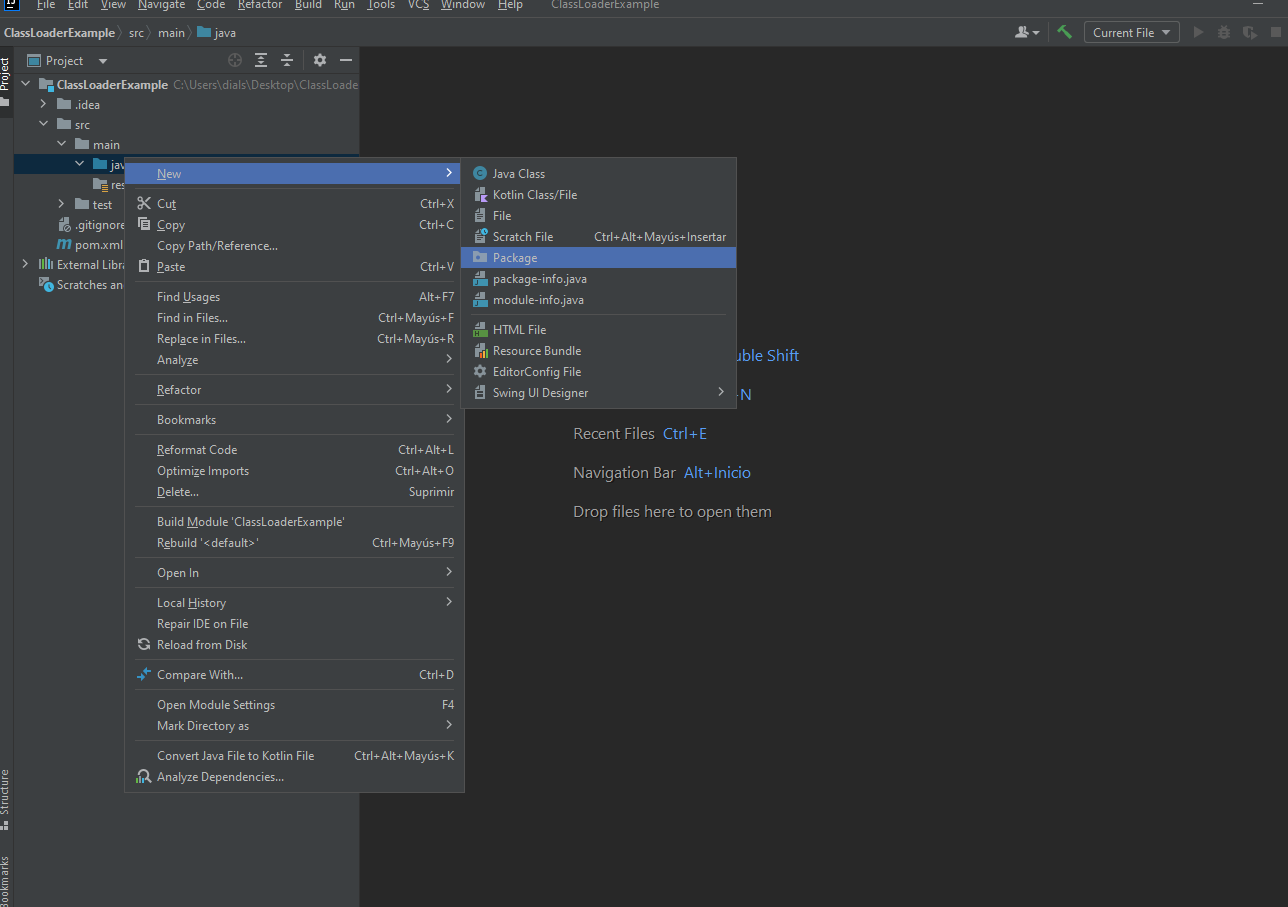 File Edit View Navigate Code Refactor Build Run Tools VCS Window Help ClassLoaderExample
ClassLoaderExample src main java
Current File
Project
Project
ClassLoaderExample C:\Users\dials\Desktop\ClassLoade
.idea
src
main
jav
res
test
.gitignore
pom.xml
External Libra
Scratches an
New
Cut Ctrl+X
Copy Ctrl+C
Copy Path/Reference...
Paste Ctrl+V
Find Usages Alt+F7
Find in Files... Ctrl+Mayús+F
Replace in Files... Ctrl+Mayús+R
Analyze
Refactor
Bookmarks
Reformat Code Ctrl+Alt+L
Optimize Imports Ctrl+Alt+O
Delete... Suprimir
Build Module 'ClassLoaderExample'
Rebuild '<default>' Ctrl+Mayús+F9
Open In
Local History
Repair IDE on File
Reload from Disk
Compare With... Ctrl+D
Open Module Settings F4
Mark Directory as
Convert Java File to Kotlin File Ctrl+Alt+Mayús+K
Analyze Dependencies...
Java Class
Kotlin Class/File
File
Scratch File Ctrl+Alt+Mayús+Insertar
Package
package-info.java
module-info.java
HTML File
Resource Bundle
EditorConfig File
Swing UI Designer
uble Shift
+N
Recent Files Ctrl+E
Navigation Bar Alt+Inicio
Drop files here to open them
Structure
Bookmarks